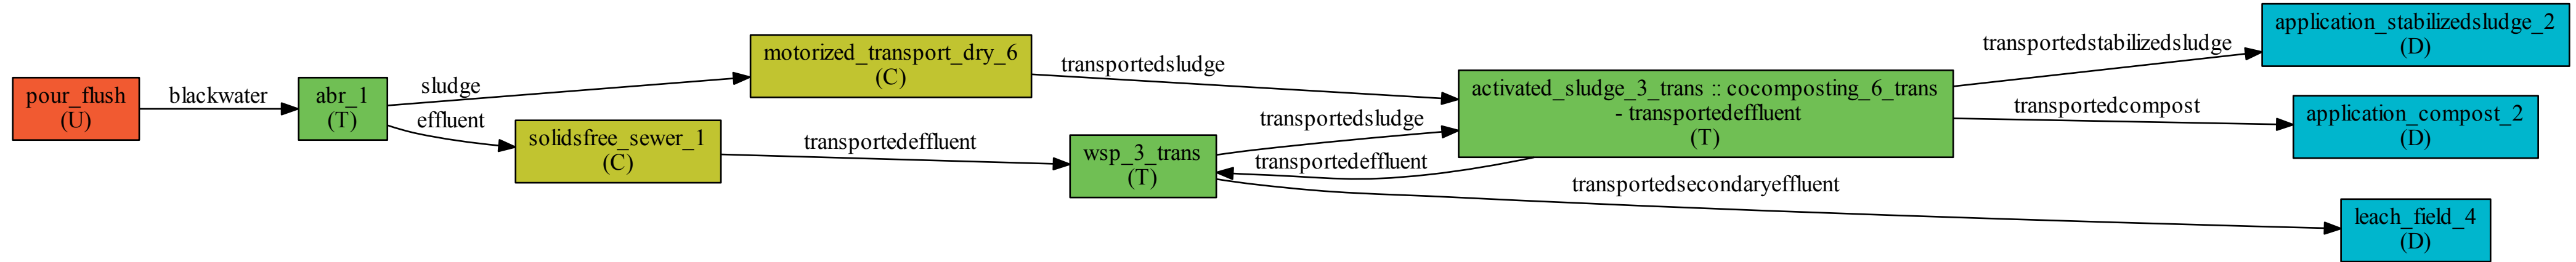 pour_flush
(U)
blackwater
abr_1
(T)
sludge
effluent
motorized_transport_dry_6
(C)
solidsfree_sewer_1
(C)
transportedsludge
transportedeffluent
wsp_3_trans
(T)
transportedsludge
transportedeffluent
activated_sludge_3_trans :: cocomposting_6_trans
- transportedeffluent
(T)
transportedstabilizedsludge
transportedcompost
transportedsecondaryeffluent
application_stabilizedsludge_2
(D)
application_compost_2
(D)
leach_field_4
(D)